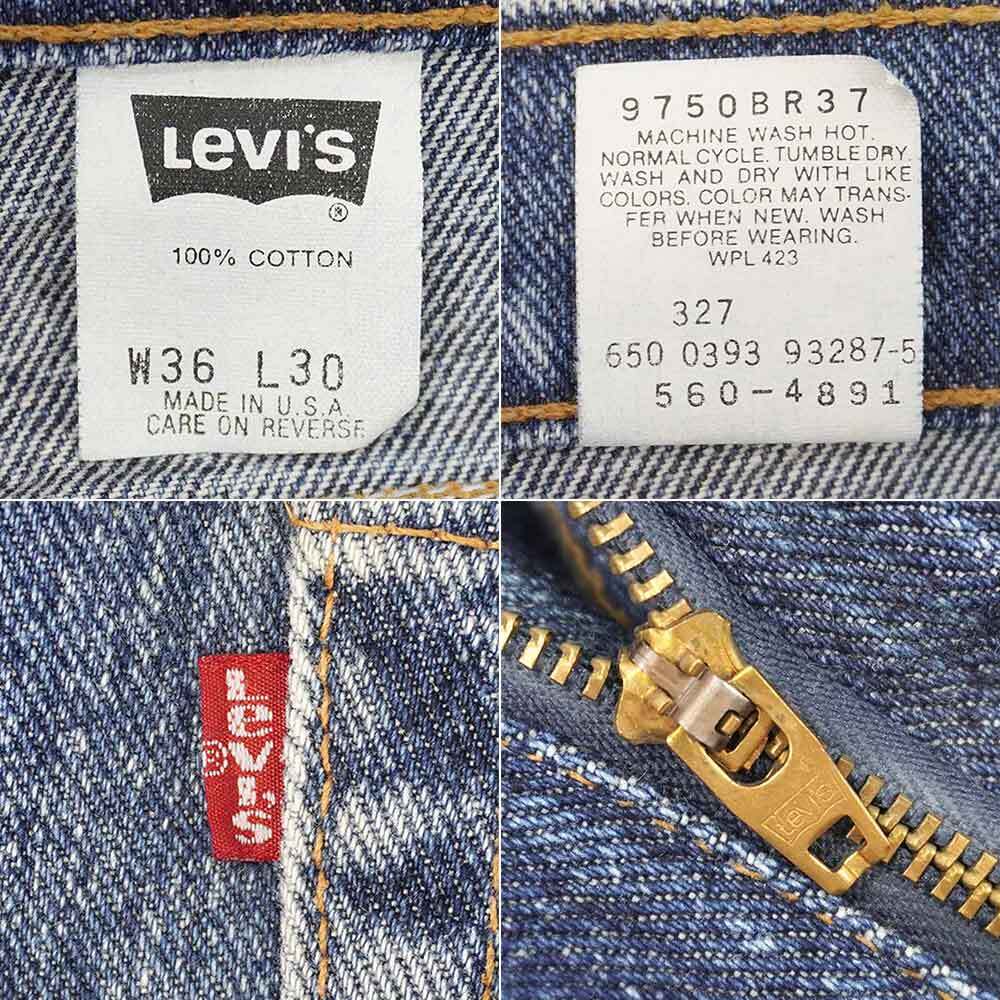 LEVI'S
®
100% COTTON
W36 L30
MADE IN U.S.A.
CARE ON REVERSE
9750BR37
MACHINE WASH HOT.
NORMAL CYCLE. TUMBLE DRY.
WASH AND DRY WITH LIKE
COLORS. COLOR MAY TRANS-
FER WHEN NEW. WASH
BEFORE WEARING.
WPL 423
327
650 0393 93287-5
560-4891
LEVI'S
®
Levi's